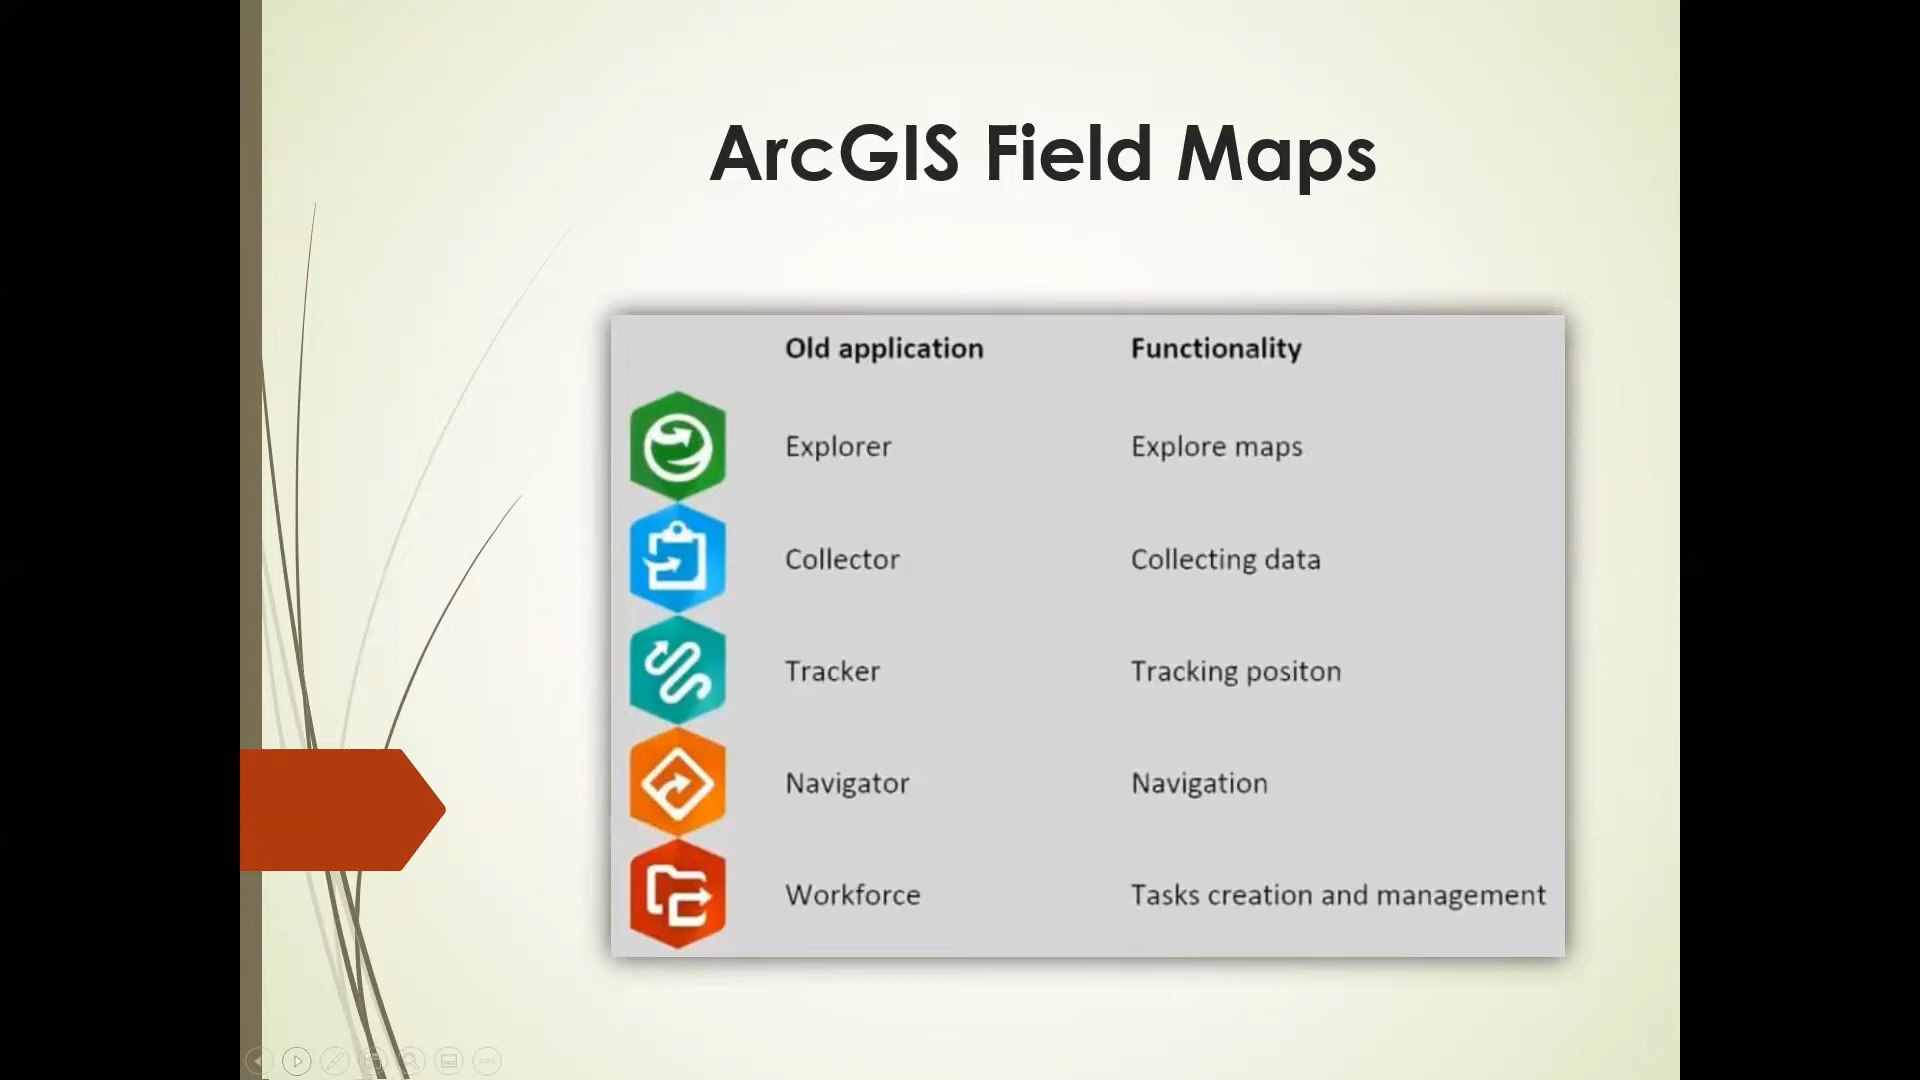 ArcGIS Field Maps
Old application Functionality
Explorer Explore maps
Collector Collecting data
Tracker Tracking positon
Navigator Navigation
Workforce Tasks creation and management